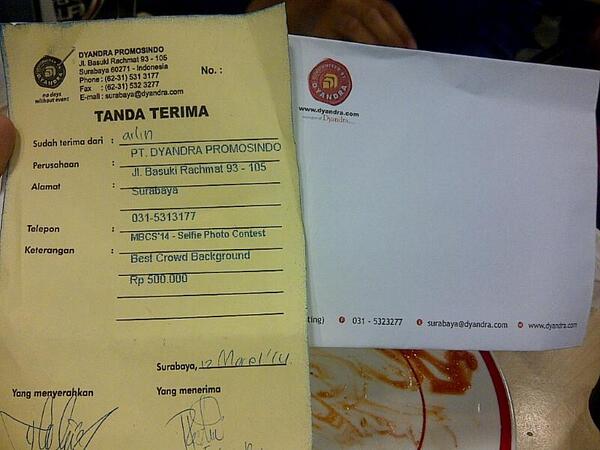 DYANDRA PROMOSINDO
Jl. Basuki Rachmat 93 - 105
Surabaya 60271 - Indonesia
Phone : (62-31) 531 3177
Fax : (62-31) 532 3277
E-mail : surabaya@dyandra.com
no days
without event
No. :
TANDA TERIMA
Sudah terima dari : arlin
Perusahaan : PT. DYANDRA PROMOSINDO
Alamat : Jl. Basuki Rachmat 93 - 105
Surabaya
Telepon : 031-5313177
Keterangan : MBCS'14 - Selfie Photo Contest
Best Crowd Background
Rp 500.000
Surabaya, 12 Maret'14
Yang menyerahkan
Yang menerima
DYANDRA
www.dyandra.com
Dyandra
ting)
031 - 5323277
surabaya@dyandra.com
www.dyandra.com